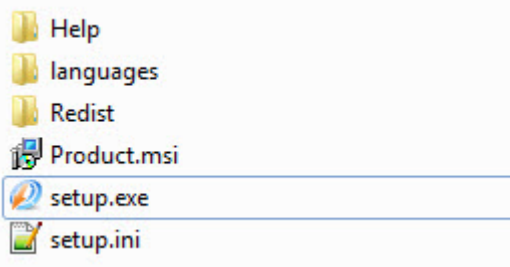 Help
languages
Redist
Product.msi
setup.exe
setup.ini